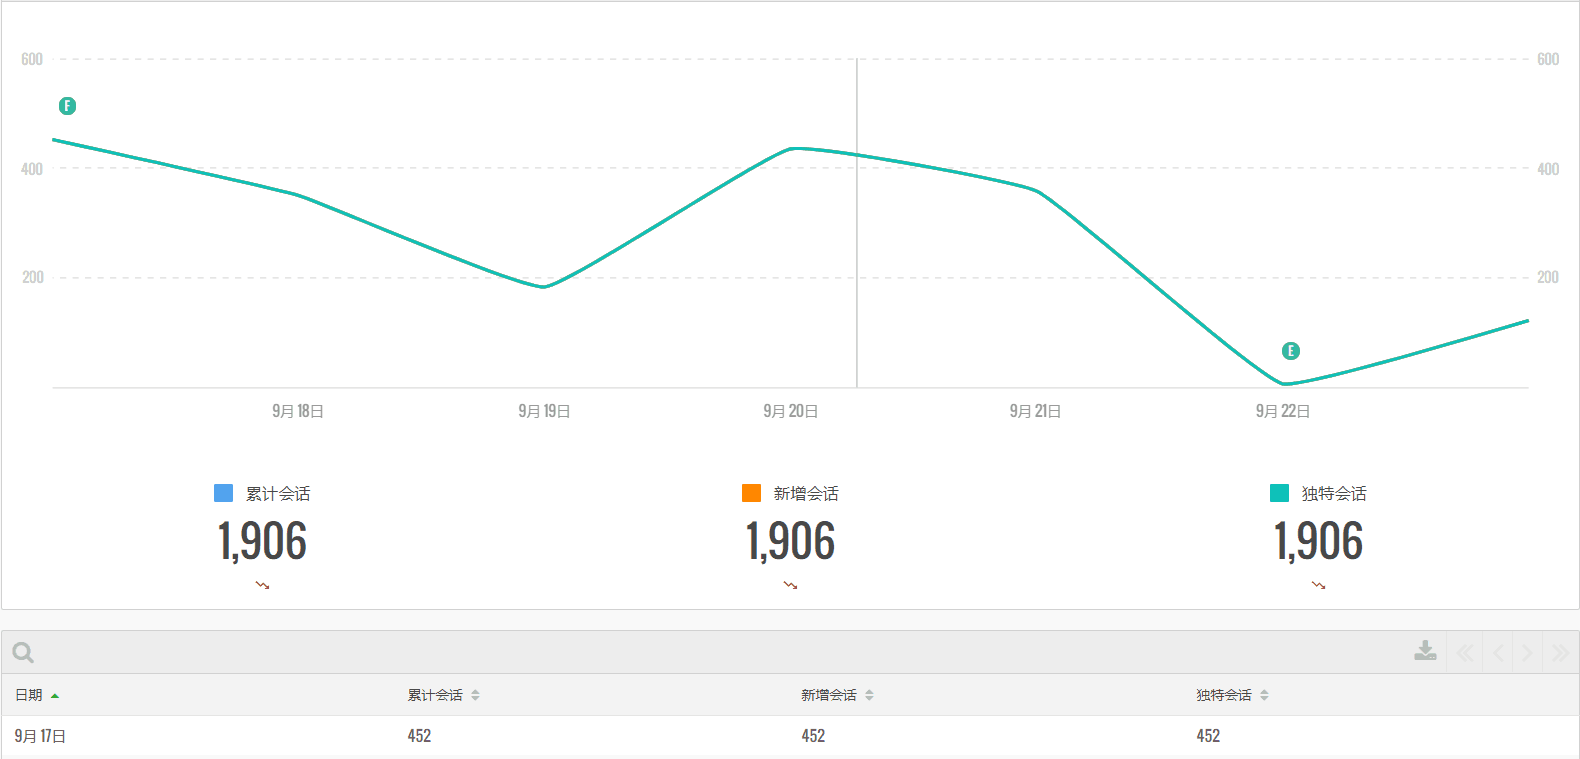 600 600
F
400 400
200 200
E
9月 18日 9月 19日 9月 20日 9月 21日 9月 22日
累计会话 新增会话 独特会话
1,906 1,906 1,906
日期 累计会话 新增会话 独特会话
9月 17日 452 452 452